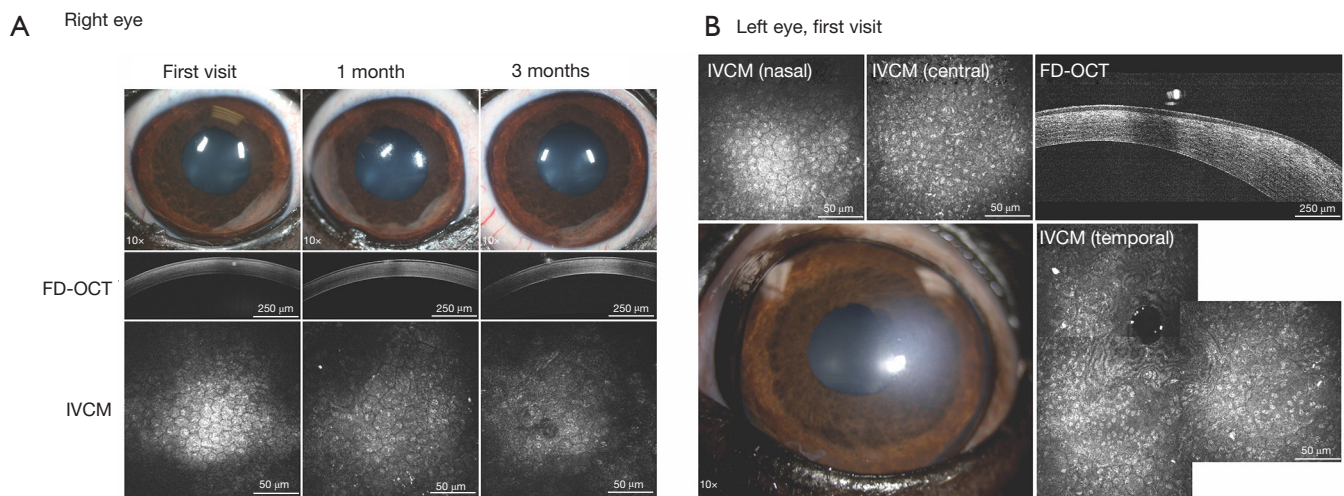 A Right eye
First visit 1 month 3 months
10× 10× 10×
FD-OCT
250 μm 250 μm 250 μm
IVCM
50 μm 50 μm 50 μm
B Left eye, first visit
IVCM (nasal) IVCM (central) FD-OCT
50 μm 50 μm 250 μm
IVCM (temporal)
50 μm
10×